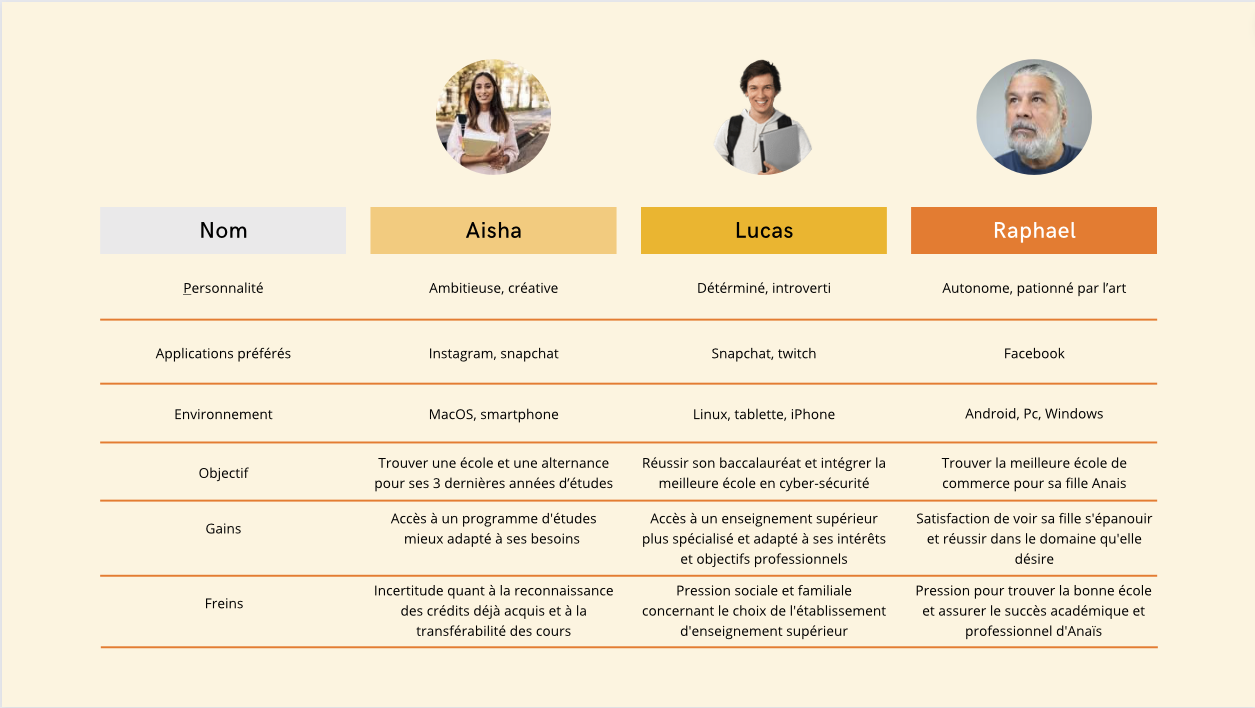 Nom Aisha Lucas Raphael
Personnalité Ambitieuse, créative Détérminé, introverti Autonome, pationné par l'art
Applications préférés Instagram, snapchat Snapchat, twitch Facebook
Environnement MacOS, smartphone Linux, tablette, iPhone Android, Pc, Windows
Objectif
Trouver une école et une alternance
pour ses 3 dernières années d'études
Réussir son baccalauréat et intégrer la
meilleure école en cyber-sécurité
Trouver la meilleure école de
commerce pour sa fille Anais
Gains
Accès à un programme d'études
mieux adapté à ses besoins
Accès à un enseignement supérieur
plus spécialisé et adapté à ses intérêts
et objectifs professionnels
Satisfaction de voir sa fille s'épanouir
et réussir dans le domaine qu'elle
désire
Freins
Incertitude quant à la reconnaissance
des crédits déjà acquis et à la
transférabilité des cours
Pression sociale et familiale
concernant le choix de l'établissement
d'enseignement supérieur
Pression pour trouver la bonne école
et assurer le succès académique et
professionnel d'Anaïs